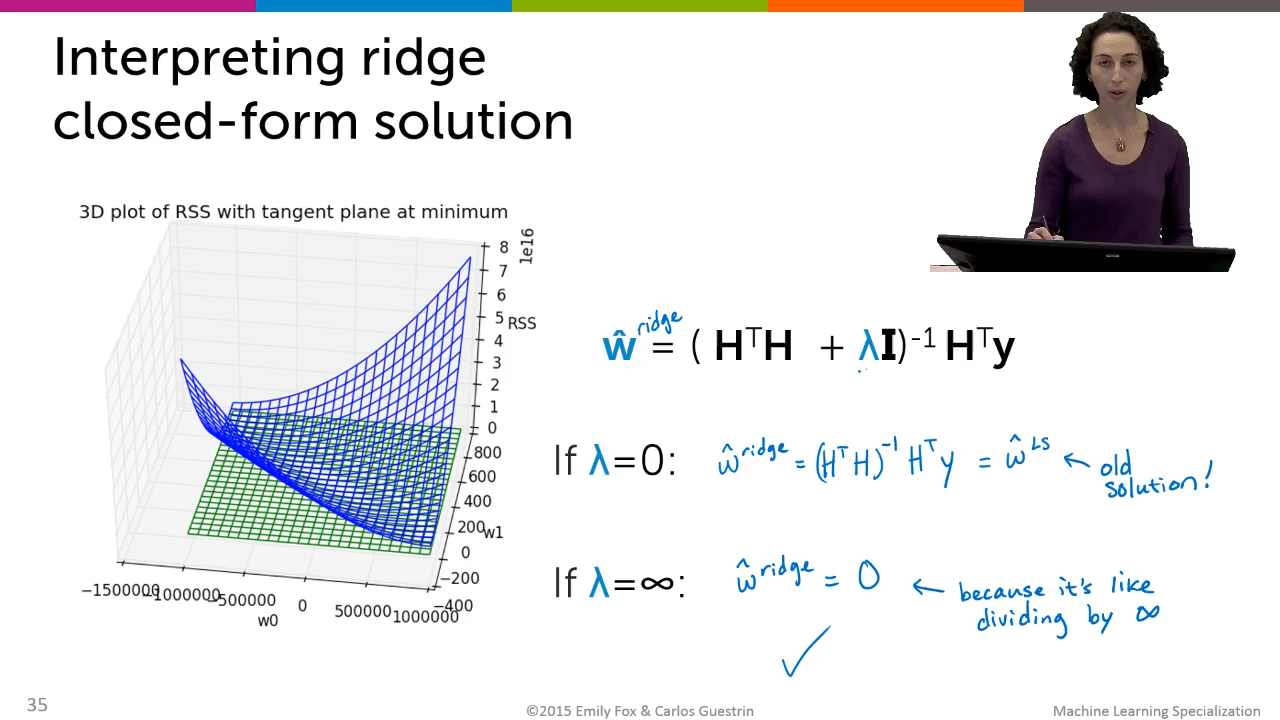 Interpreting ridge
closed-form solution
3D plot of RSS with tangent plane at minimum
1e16
8
7
6
5
4
3
2
1
0
RSS
800
600
400
200
0
−200
−400
w1
−1500000
−1000000
−500000
0
500000
1000000
w0
ŵ^ridge = ( HᵀH + λI)⁻¹ Hᵀy
If λ=0: ŵ^ridge = (HᵀH)⁻¹ Hᵀy = ŵ^LS ← old
solution!
If λ=∞: ŵ^ridge = 0 ← because it's like
dividing by ∞
✓
35
©2015 Emily Fox & Carlos Guestrin
Machine Learning Specialization